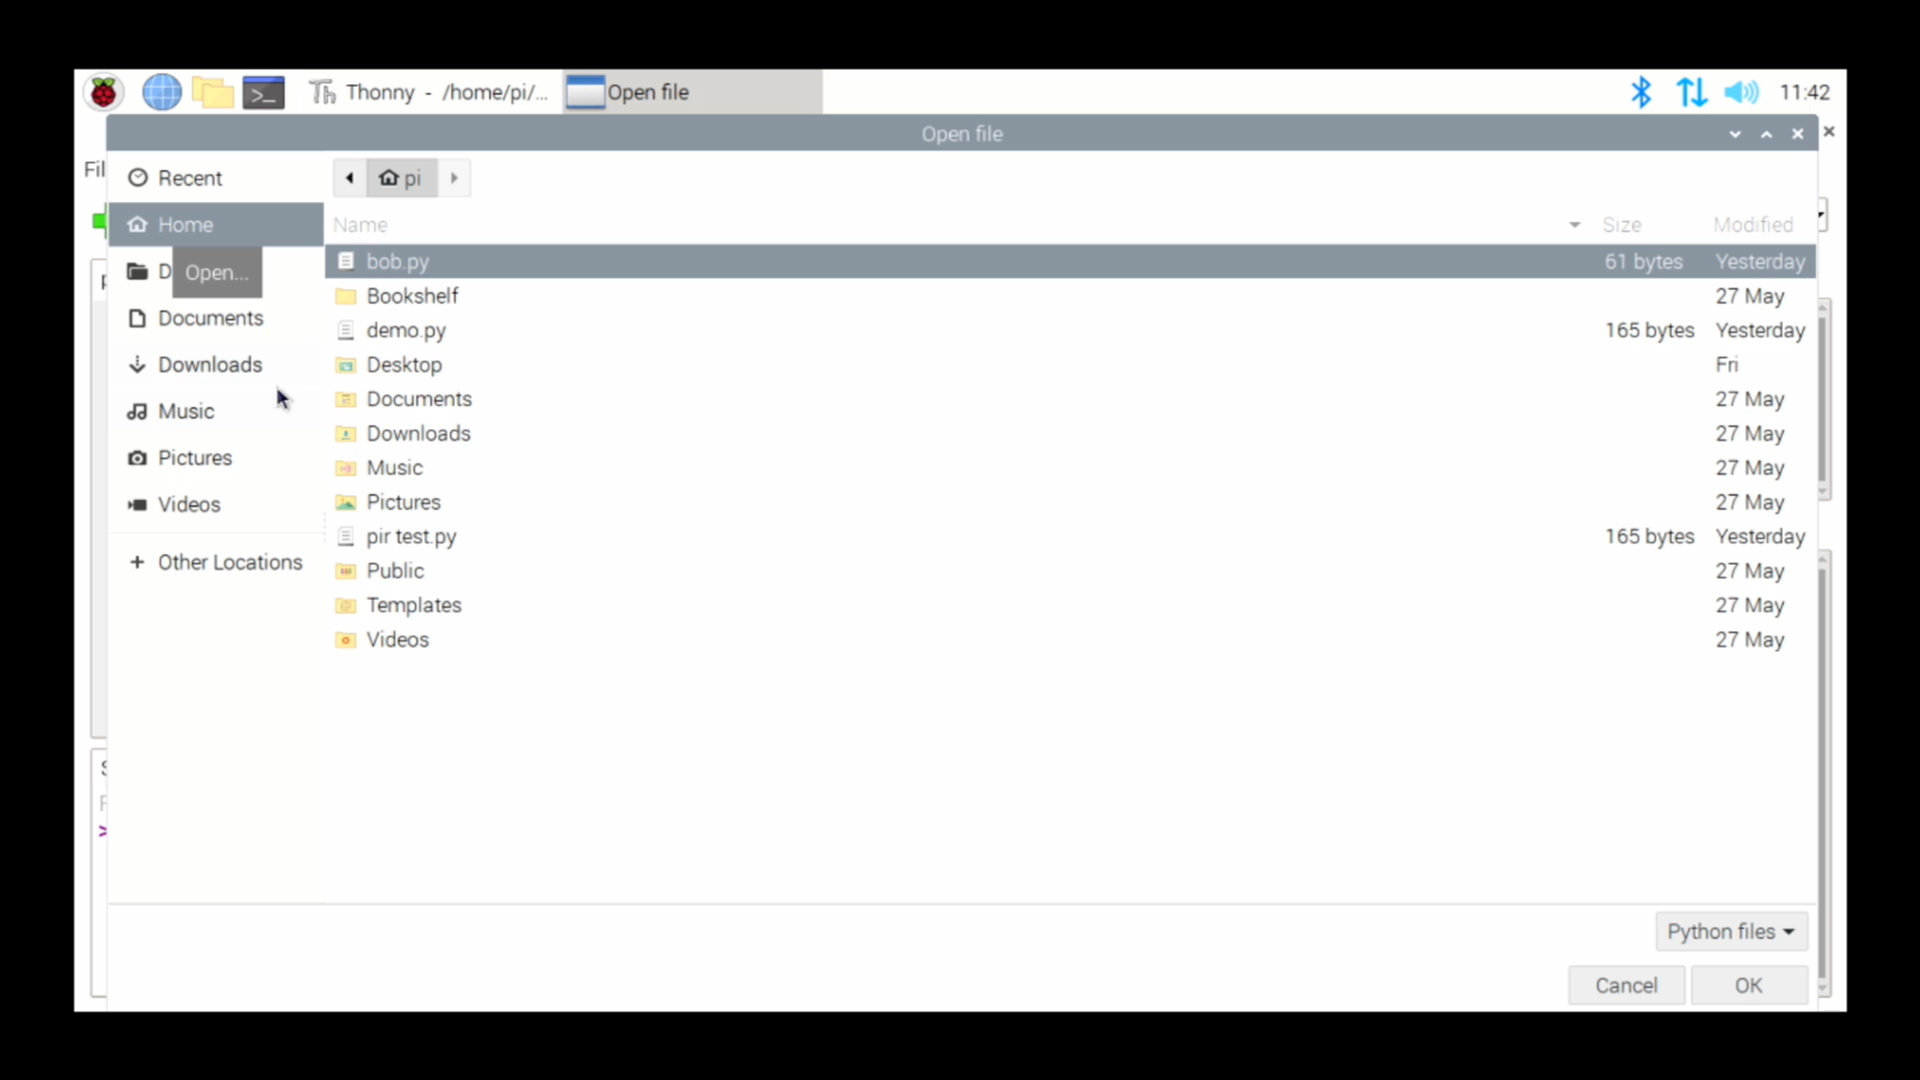 Thonny - /home/pi/... Open file 11:42
Open file
Fil
Recent
pi
Home
Name Size Modified
D Open...
bob.py 61 bytes Yesterday
Bookshelf 27 May
Documents
demo.py 165 bytes Yesterday
Downloads
Desktop Fri
Music
Documents 27 May
Downloads 27 May
Pictures
Music 27 May
Videos
Pictures 27 May
pir test.py 165 bytes Yesterday
Other Locations
Public 27 May
Templates 27 May
Videos 27 May
Python files
Cancel OK